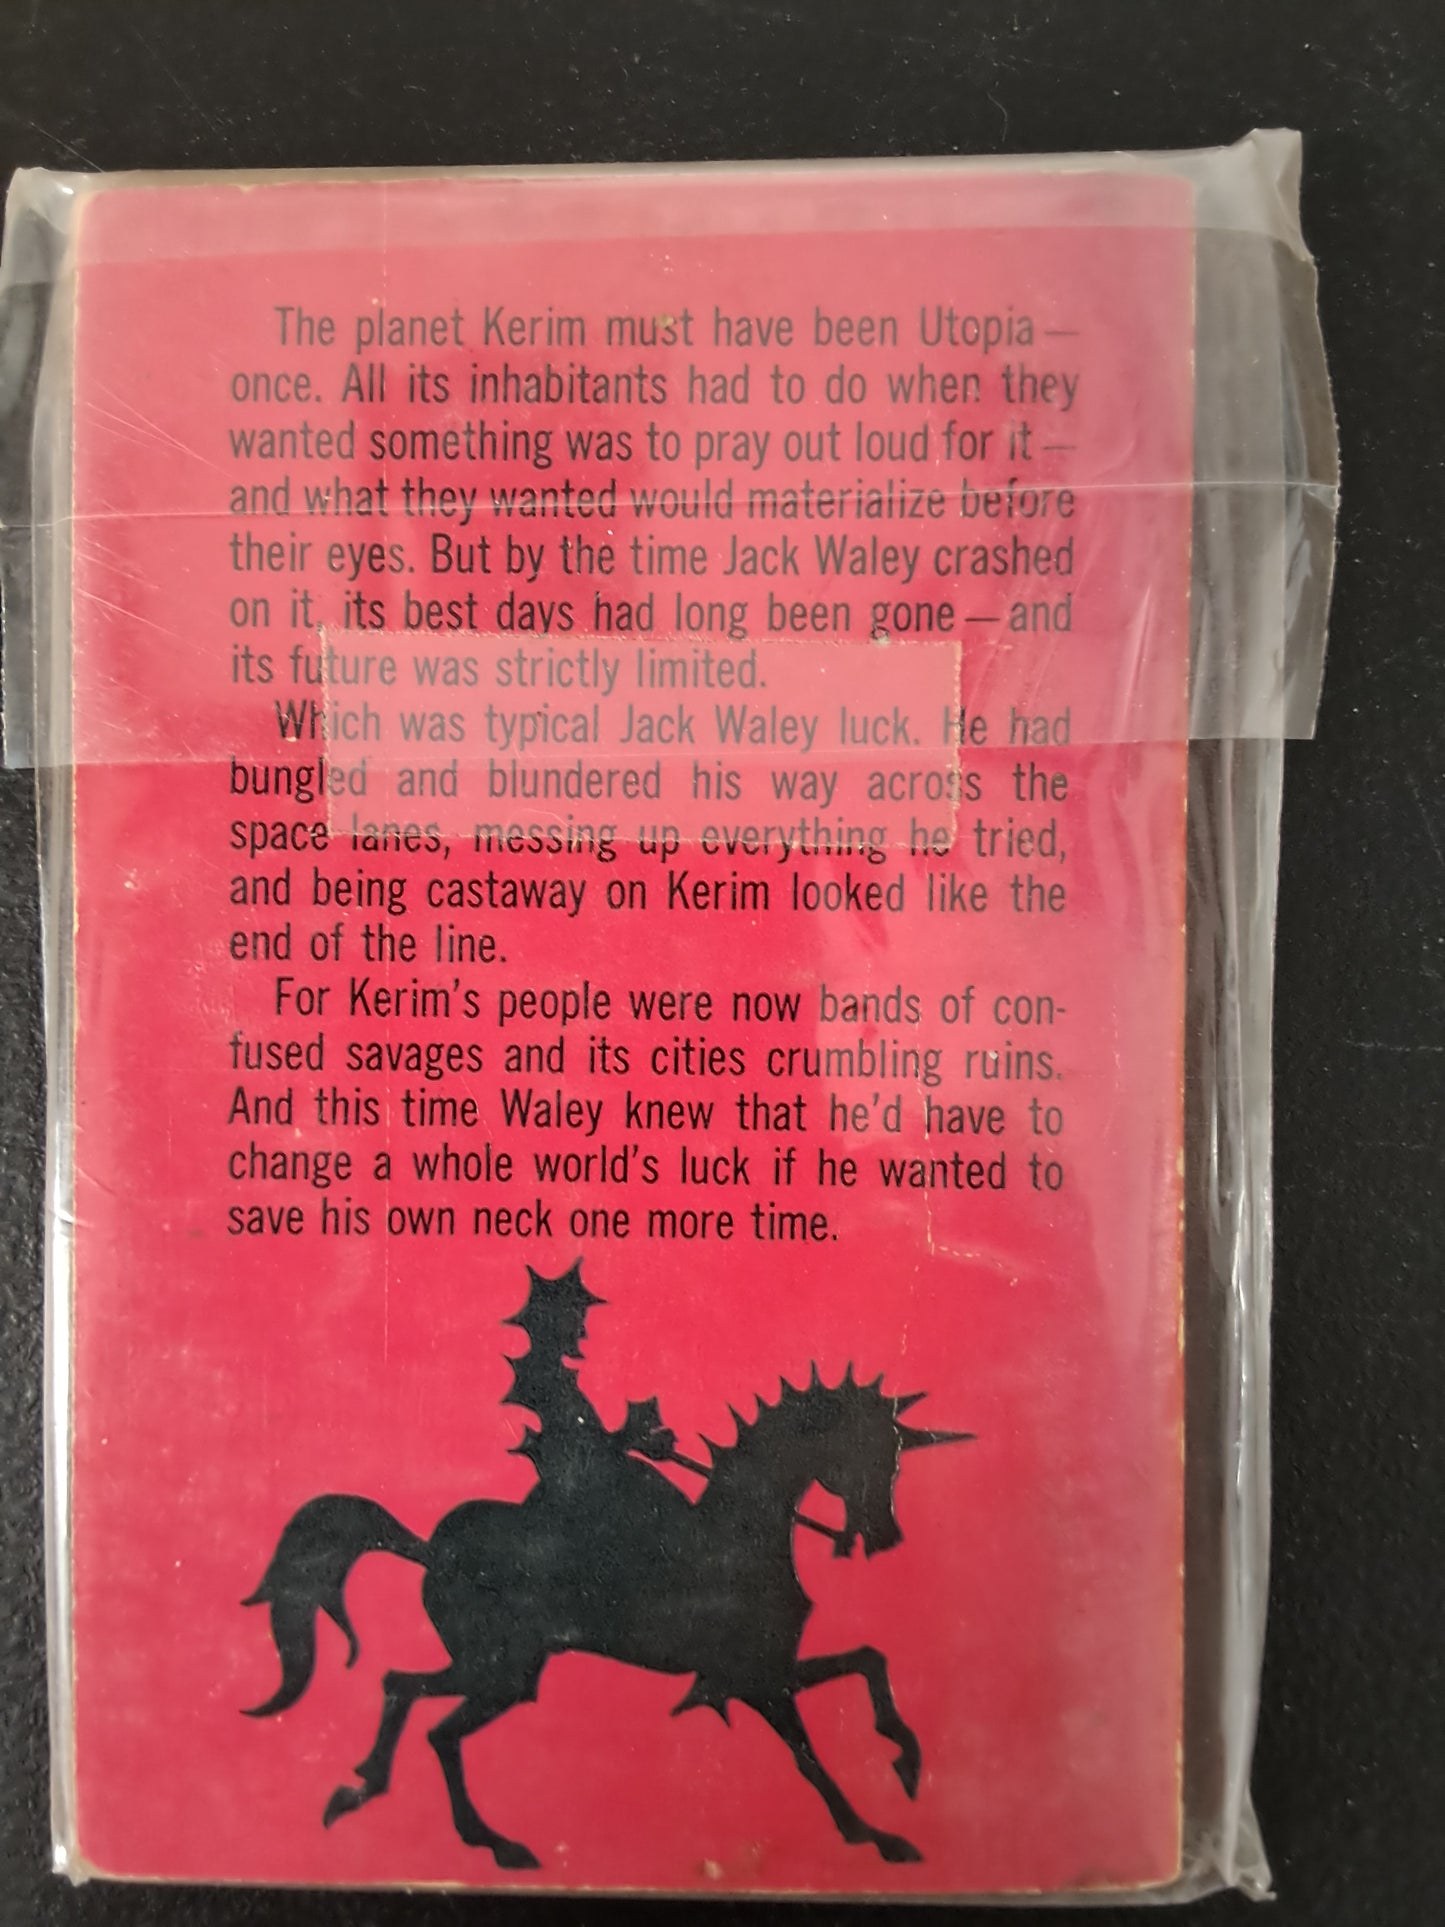 The planet Kerim must have been Utopia —
once. All its inhabitants had to do when they
wanted something was to pray out loud for it —
and what they wanted would materialize before
their eyes. But by the time Jack Waley crashed
on it, its best days had long been gone — and
its future was strictly limited.
Which was typical Jack Waley luck. He had
bungled and blundered his way across the
space lanes, messing up everything he tried,
and being castaway on Kerim looked like the
end of the line.
For Kerim's people were now bands of con-
fused savages and its cities crumbling ruins.
And this time Waley knew that he'd have to
change a whole world's luck if he wanted to
save his own neck one more time.